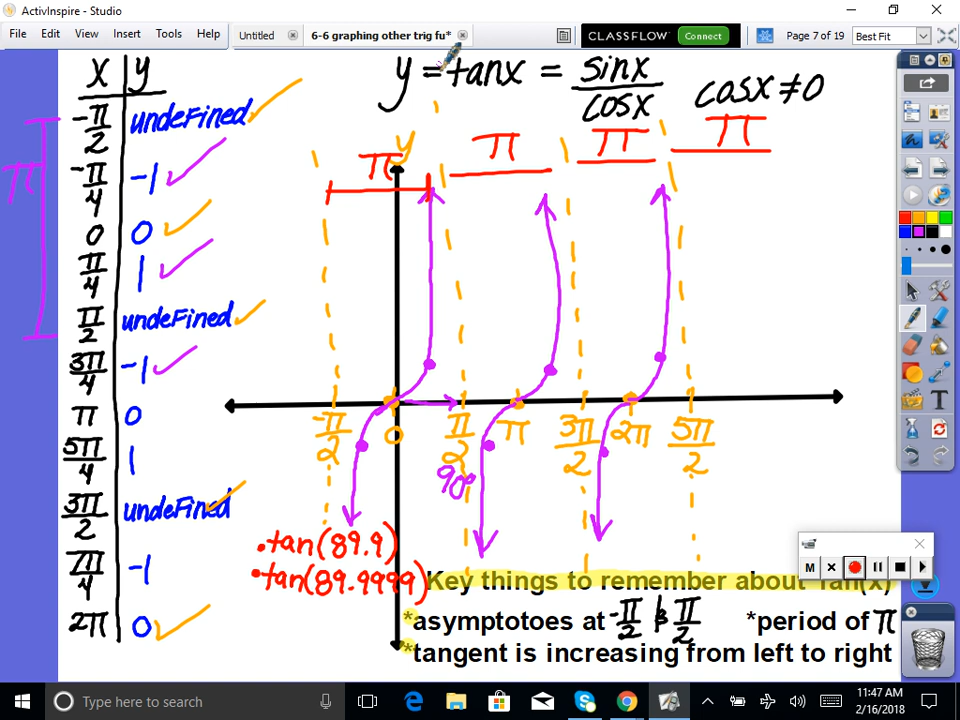 ActivInspire - Studio
File Edit View Insert Tools Help
Untitled
6-6 graphing other trig fu*
CLASSFLOW Connect
Page 7 of 19
Best Fit
x y
-π/2 undefined
-π/4 -1
0 0
π/4 1
π/2 undefined
3π/4 -1
π 0
5π/4 1
3π/2 undefined
7π/4 -1
2π 0
π
y = tanx = sinx/cosx
cosx ≠ 0
y
π π π π
-π/2 0 π/2 π 3π/2 2π 5π/2
90°
•tan(89.9)
•tan(89.9999)
Key things to remember about Tan(x)
*asymptotoes at -π/2 & π/2 *period of π
*tangent is increasing from left to right
M
T
Type here to search
11:47 AM
2/16/2018